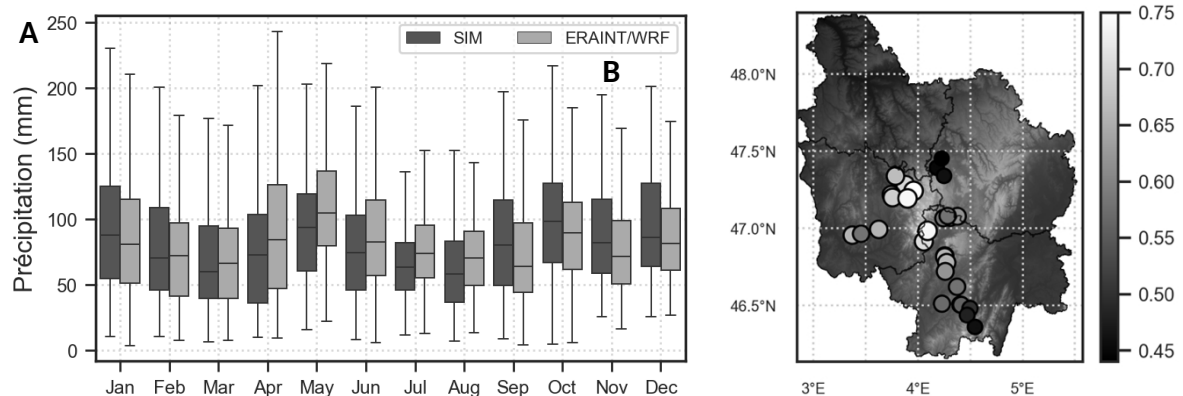 A
Précipitation (mm)
250
200
150
100
50
0
SIM
ERAINT/WRF
B
Jan Feb Mar Apr May Jun Jul Aug Sep Oct Nov Dec
48.0°N
47.5°N
47.0°N
46.5°N
3°E 4°E 5°E
0.75
0.70
0.65
0.60
0.55
0.50
0.45